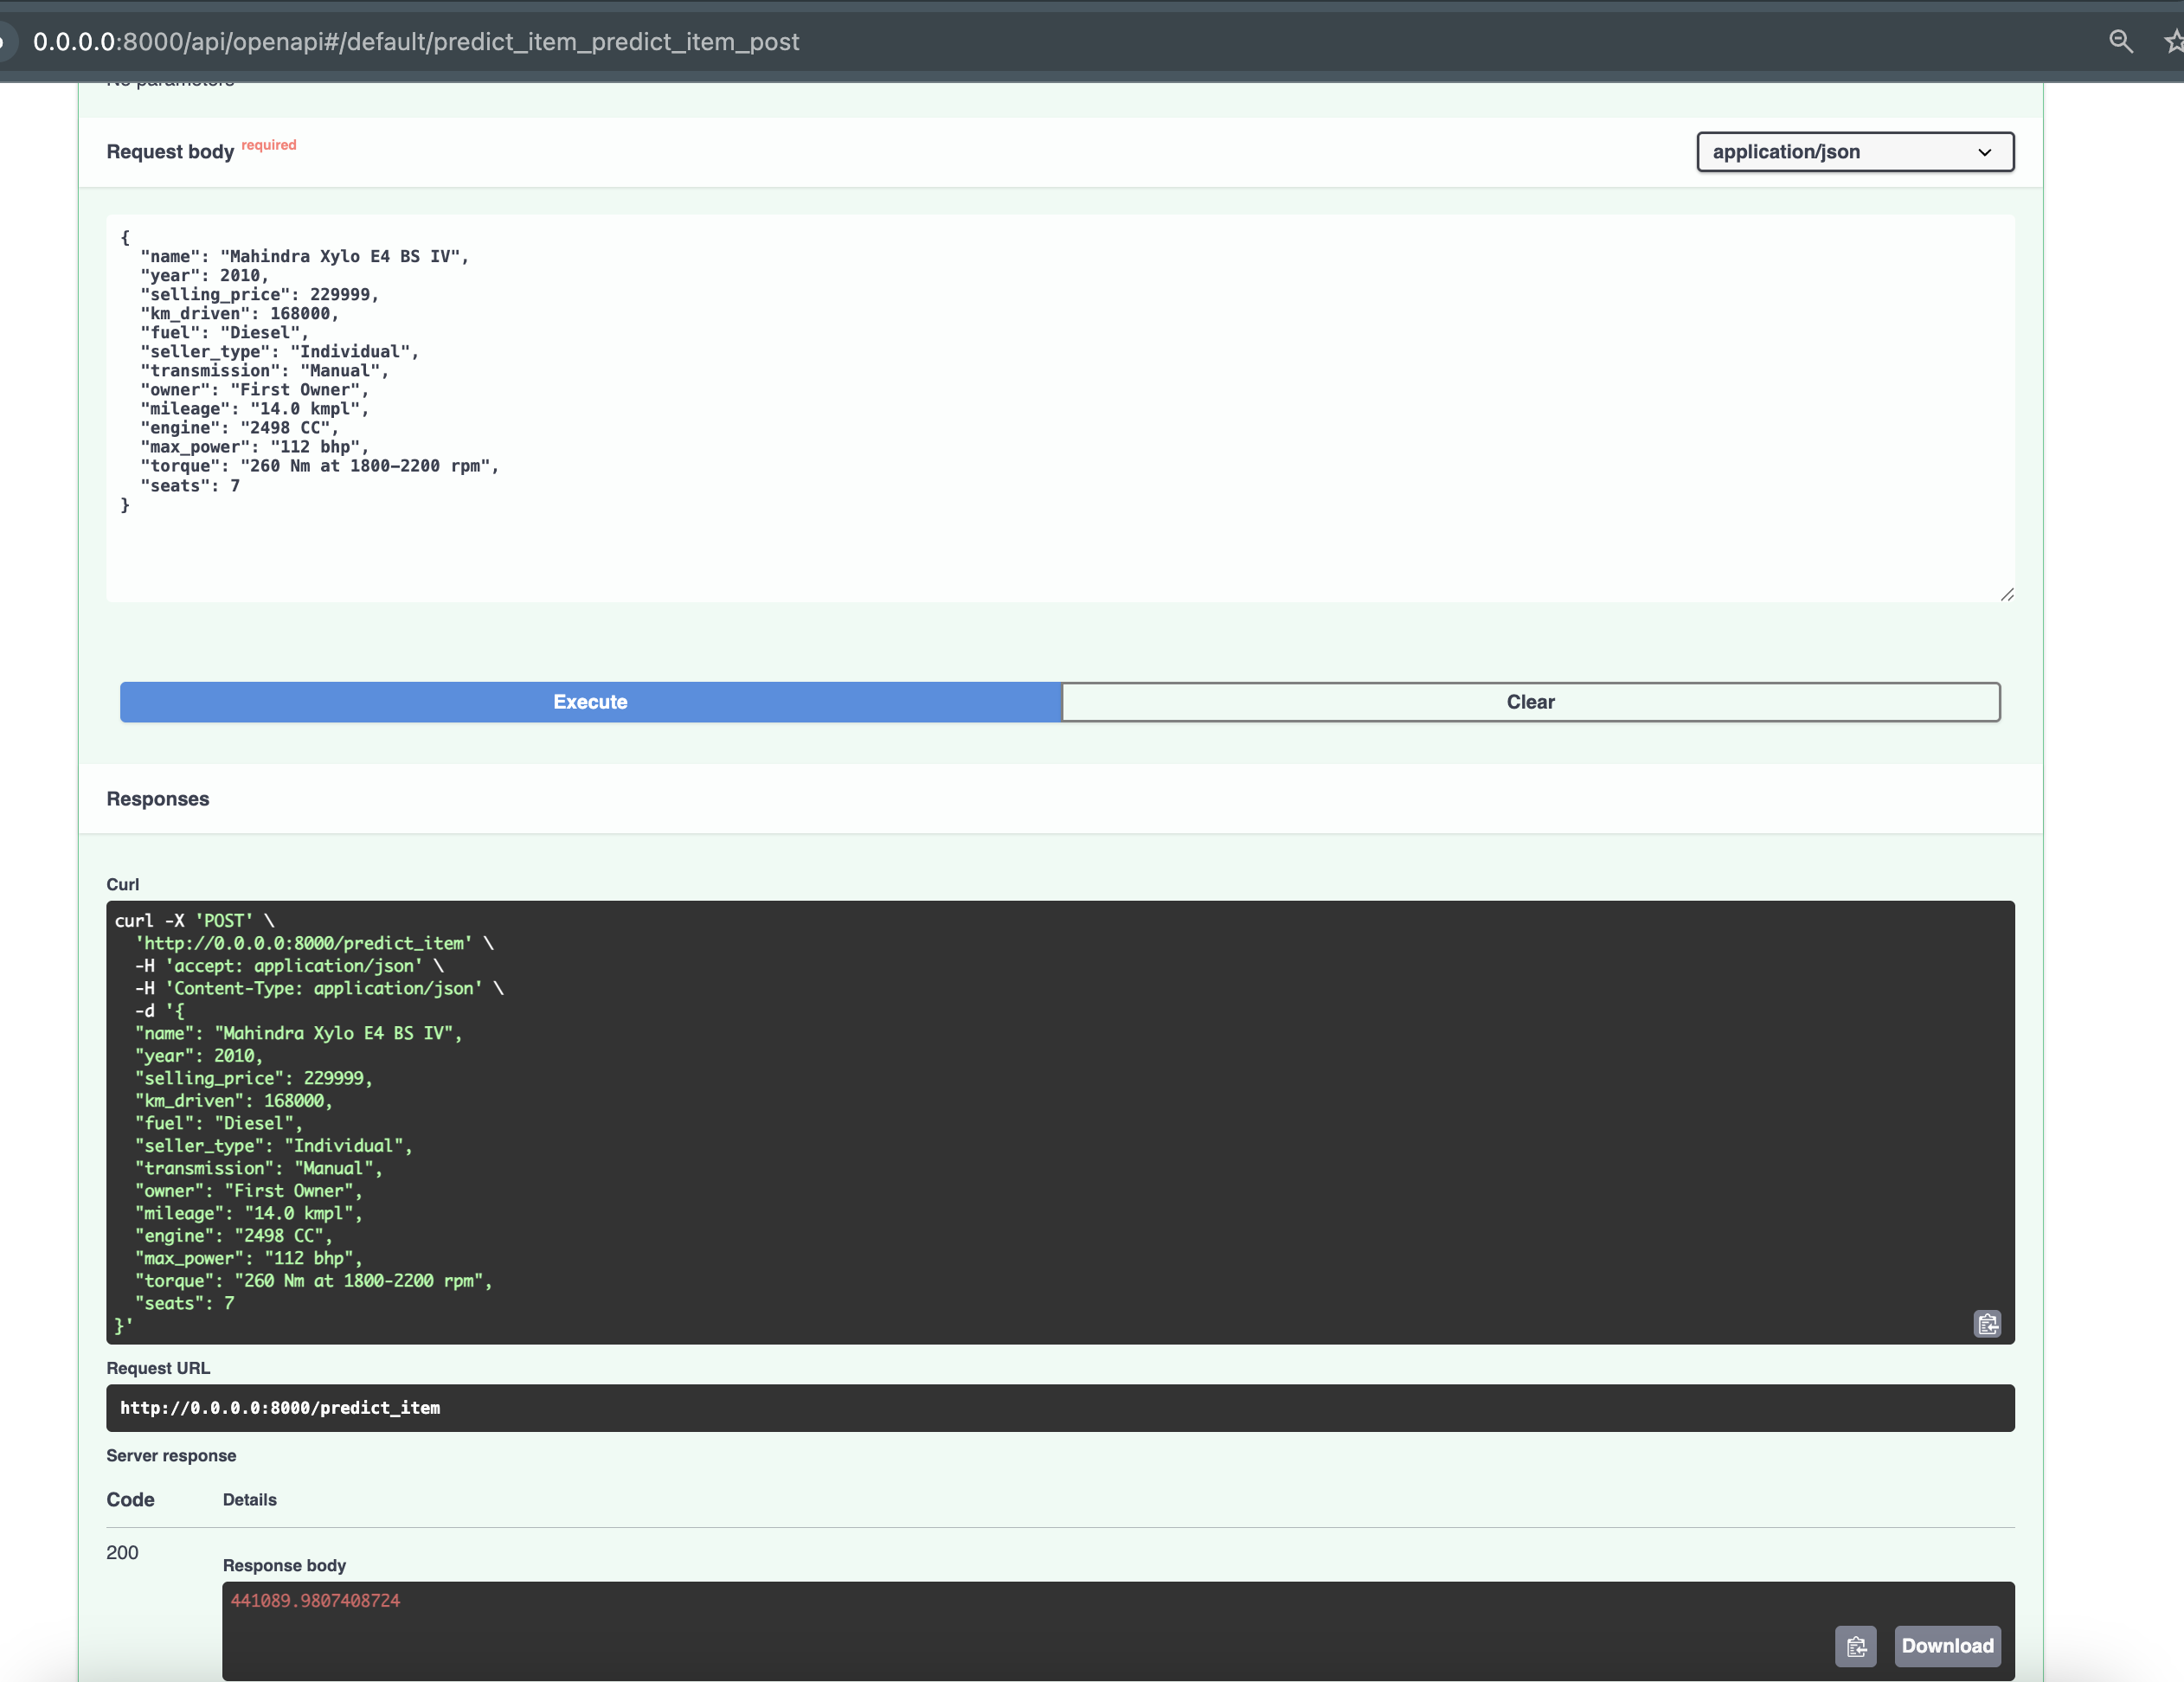 0.0.0.0:8000/api/openapi#/default/predict_item_predict_item_post
No parameters
Request body required
application/json
{
  "name": "Mahindra Xylo E4 BS IV",
  "year": 2010,
  "selling_price": 229999,
  "km_driven": 168000,
  "fuel": "Diesel",
  "seller_type": "Individual",
  "transmission": "Manual",
  "owner": "First Owner",
  "mileage": "14.0 kmpl",
  "engine": "2498 CC",
  "max_power": "112 bhp",
  "torque": "260 Nm at 1800-2200 rpm",
  "seats": 7
}
Execute
Clear
Responses
Curl
curl -X 'POST' \
  'http://0.0.0.0:8000/predict_item' \
  -H 'accept: application/json' \
  -H 'Content-Type: application/json' \
  -d '{
  "name": "Mahindra Xylo E4 BS IV",
  "year": 2010,
  "selling_price": 229999,
  "km_driven": 168000,
  "fuel": "Diesel",
  "seller_type": "Individual",
  "transmission": "Manual",
  "owner": "First Owner",
  "mileage": "14.0 kmpl",
  "engine": "2498 CC",
  "max_power": "112 bhp",
  "torque": "260 Nm at 1800-2200 rpm",
  "seats": 7
}'
Request URL
http://0.0.0.0:8000/predict_item
Server response
Code Details
200
Response body
441089.9807408724
Download